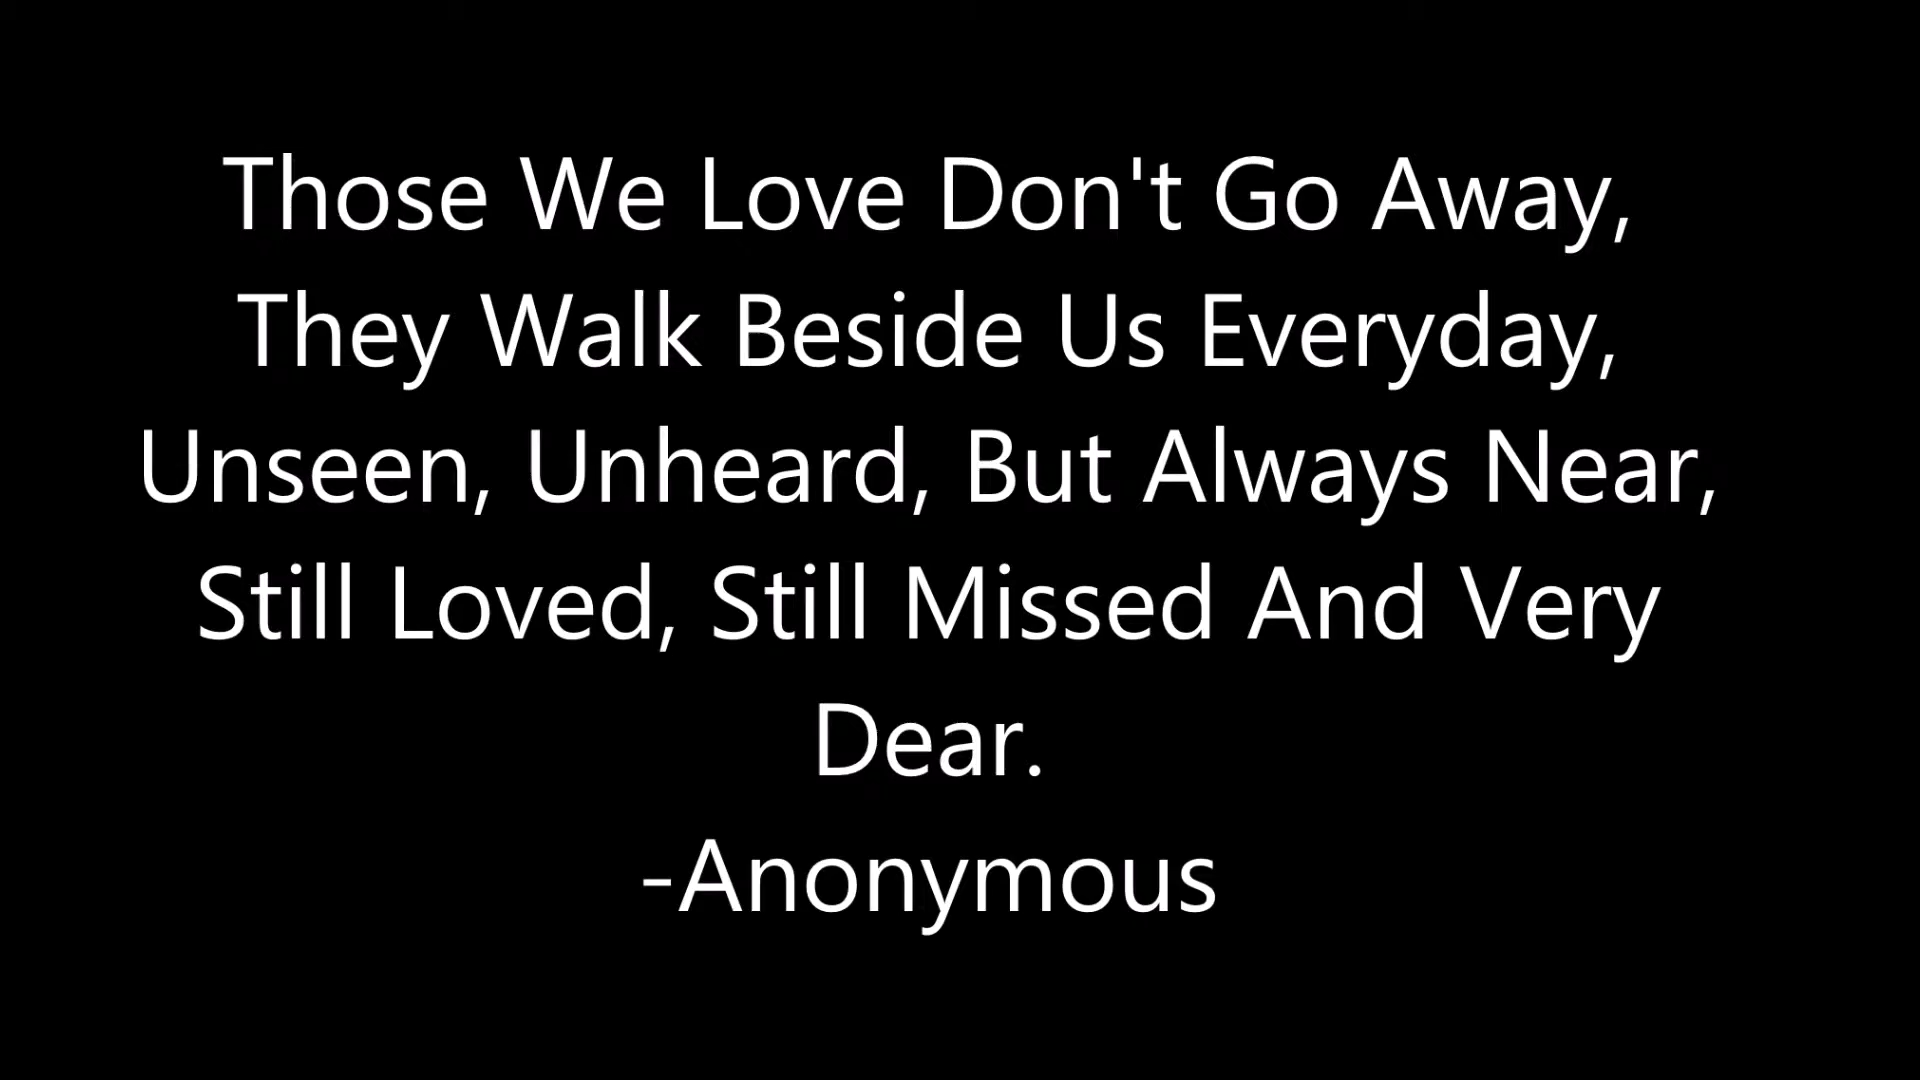 Those We Love Don't Go Away,
They Walk Beside Us Everyday,
Unseen, Unheard, But Always Near,
Still Loved, Still Missed And Very
Dear.
-Anonymous